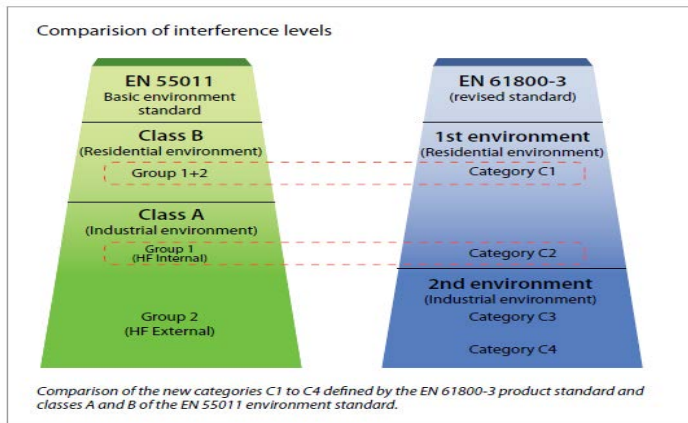 Comparision of interference levels
EN 55011
Basic environment
standard
Class B
(Residential environment)
Group 1+2
Class A
(Industrial environment)
Group 1
(HF Internal)
Group 2
(HF External)
EN 61800-3
(revised standard)
1st environment
(Residential environment)
Category C1
Category C2
2nd environment
(Industrial environment)
Category C3
Category C4
Comparison of the new categories C1 to C4 defined by the EN 61800-3 product standard and
classes A and B of the EN 55011 environment standard.